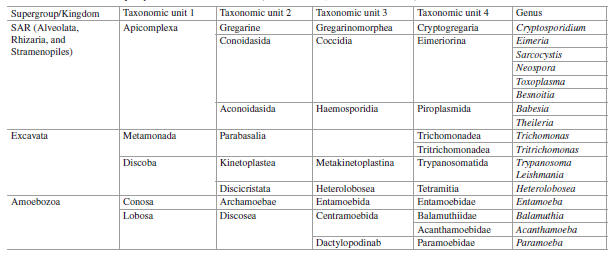 Supergroup/Kingdom Taxonomic unit 1 Taxonomic unit 2 Taxonomic unit 3 Taxonomic unit 4 Genus
SAR (Alveolata, Apicomplexa Gregarine Gregarinomorphea Cryptogregaria Cryptosporidium
Rhizaria, and Conoidasida Coccidia Eimeriorina Eimeria
Stramenopiles) Sarcocystis
Neospora
Toxoplasma
Besnoitia
Aconoidasida Haemosporidia Piroplasmida Babesia
Theileria
Excavata Metamonada Parabasalia Trichomonadea Trichomonas
Tritrichomonadea Tritrichomonas
Discoba Kinetoplastea Metakinetoplastina Trypanosomatida Trypanosoma
Leishmania
Discicristata Heterolobosea Tetramitia Heterolobosea
Amoebozoa Conosa Archamoebae Entamoebida Entamoebidae Entamoeba
Lobosa Discosea Centramoebida Balamuthiidae Balamuthia
Acanthamoebidae Acanthamoeba
Dactylopodinab Paramoebidae Paramoeba